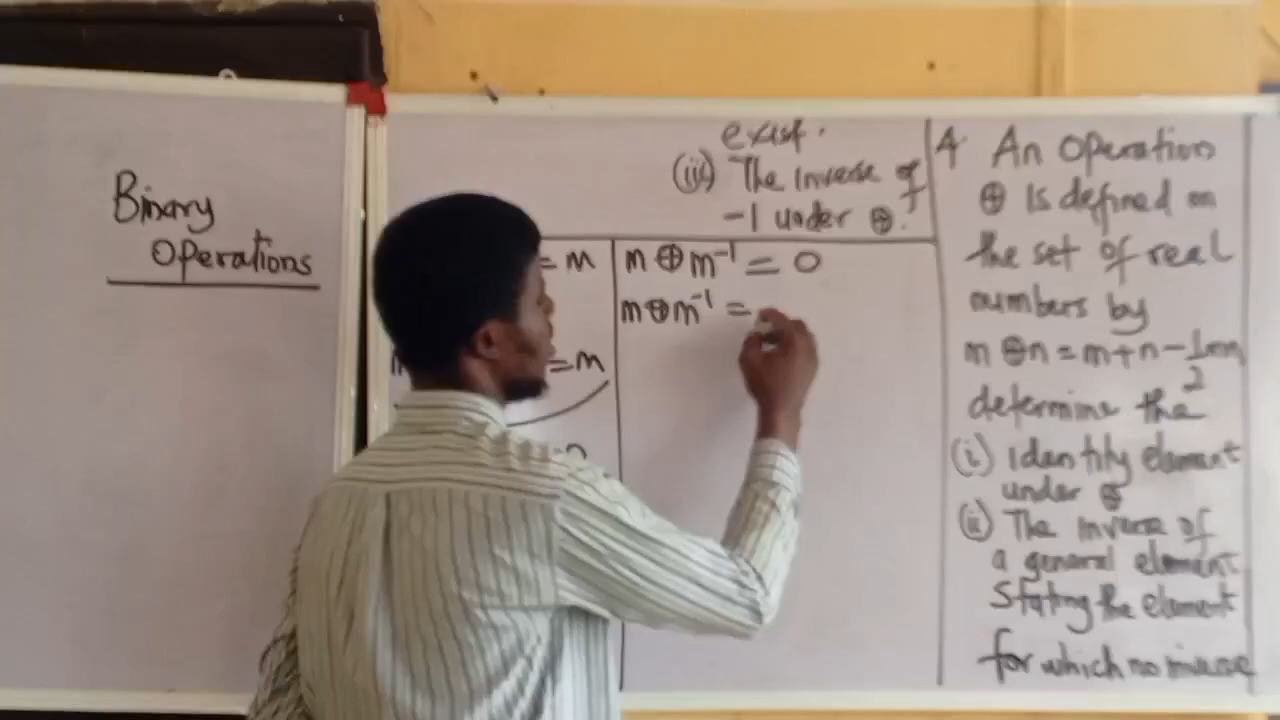 Binary
Operations
exist.
(iii) The inverse of
-1 under ⊕.
= m
= m
m ⊕ m⁻¹ = 0
m ⊕ m⁻¹ =
4 An Operation
⊕ is defined on
the set of real
numbers by
m ⊕ n = m + n - 1/2 mn
determine the
(i) Identity element
under ⊕
(ii) The inverse of
a general element
Stating the element
for which no inverse